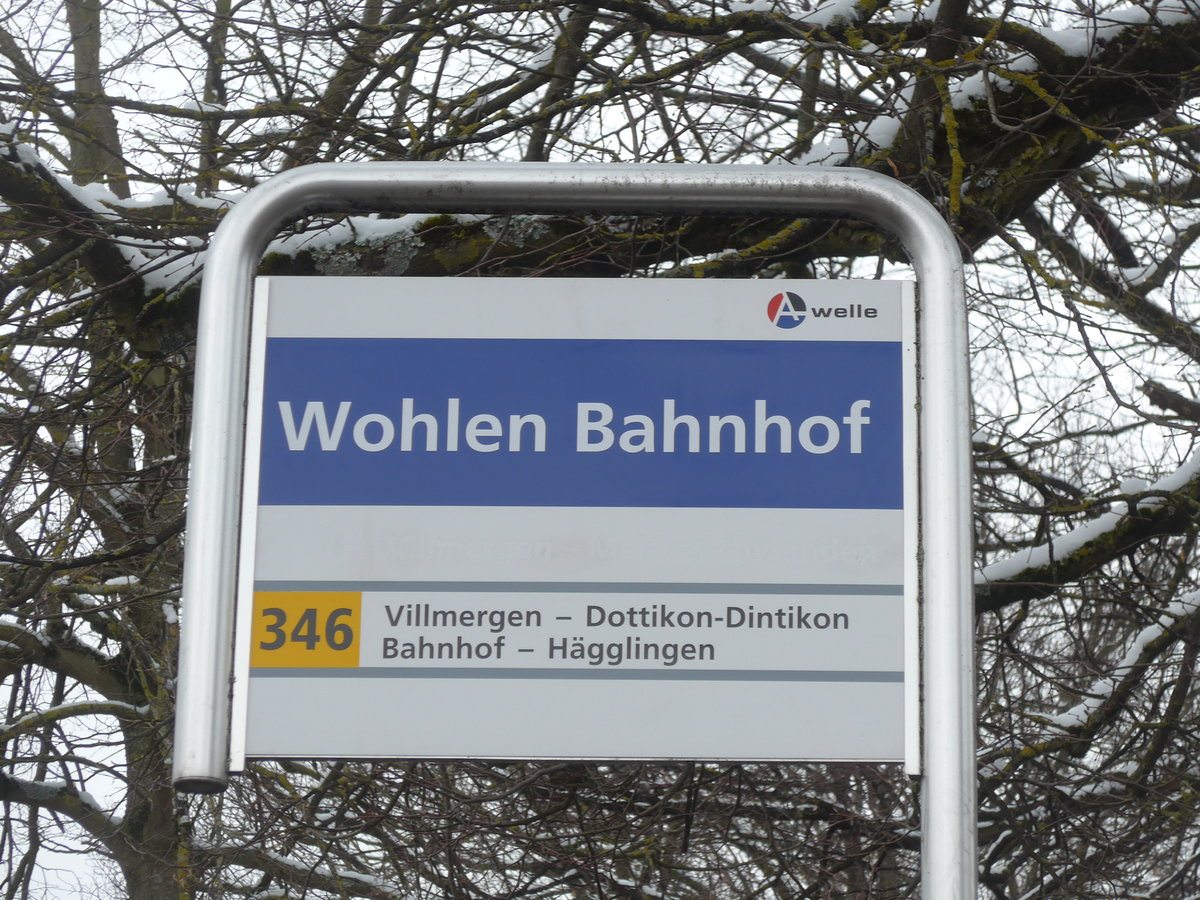 A welle
Wohlen Bahnhof
346 Villmergen – Dottikon-Dintikon
Bahnhof – Hägglingen